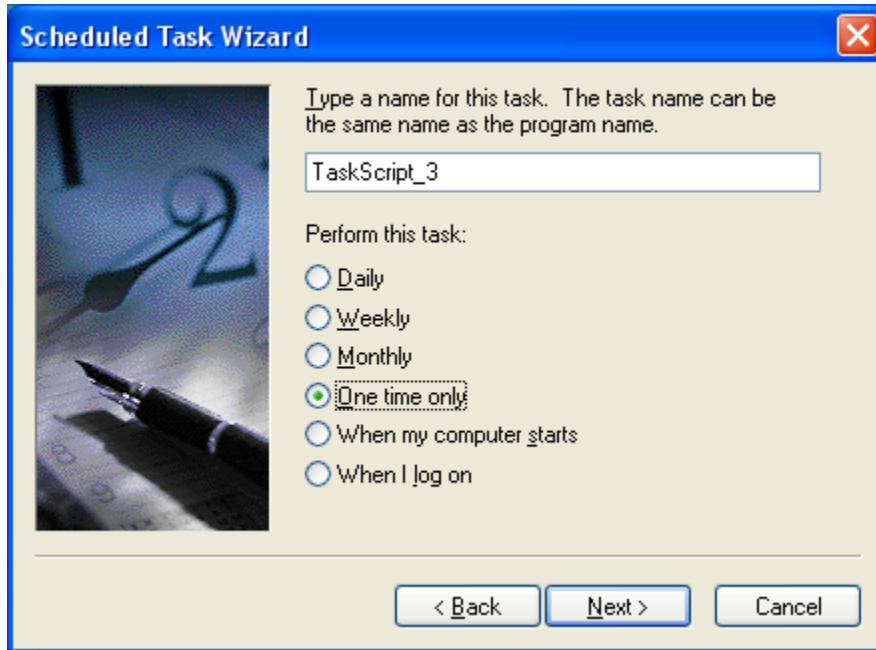 Scheduled Task Wizard
Type a name for this task. The task name can be
the same name as the program name.
TaskScript_3
Perform this task:
Daily
Weekly
Monthly
One time only
When my computer starts
When I log on
< Back Next > Cancel